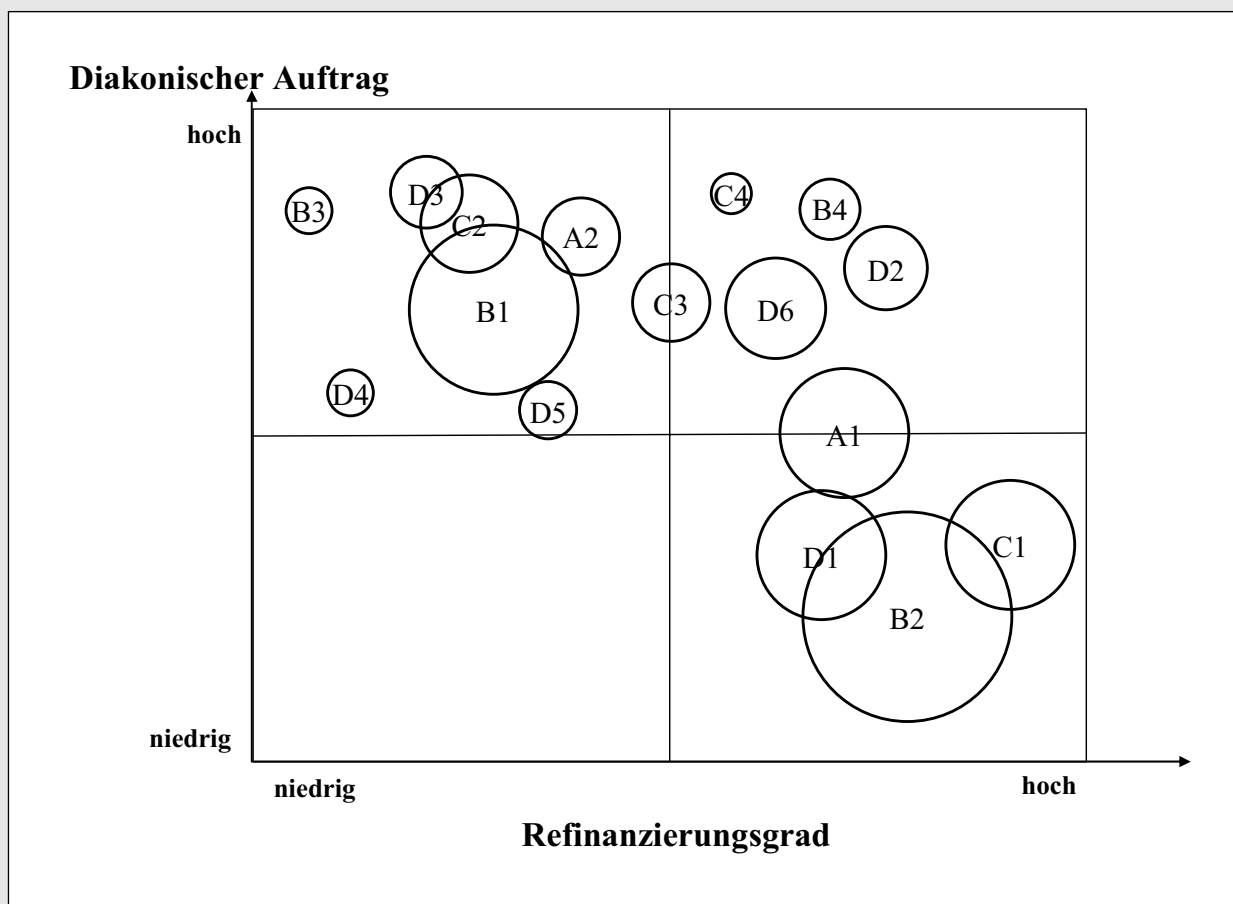 Diakonischer Auftrag
hoch
B3
D3
C2
A2
C4
B4
D2
B1
C3
D6
D4
D5
A1
D1
C1
B2
niedrig
niedrig
hoch
Refinanzierungsgrad